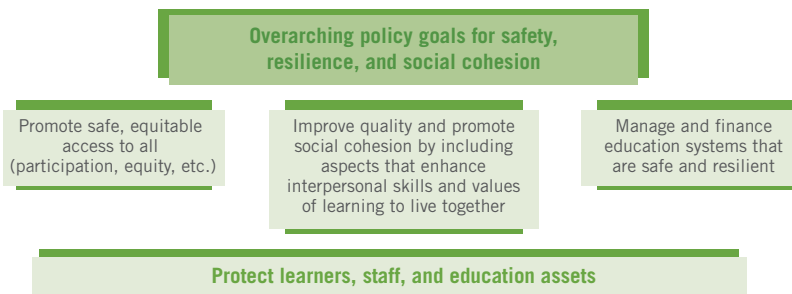 Overarching policy goals for safety,
resilience, and social cohesion
Promote safe, equitable
access to all
(participation, equity, etc.)
Improve quality and promote
social cohesion by including
aspects that enhance
interpersonal skills and values
of learning to live together
Manage and finance
education systems that
are safe and resilient
Protect learners, staff, and education assets